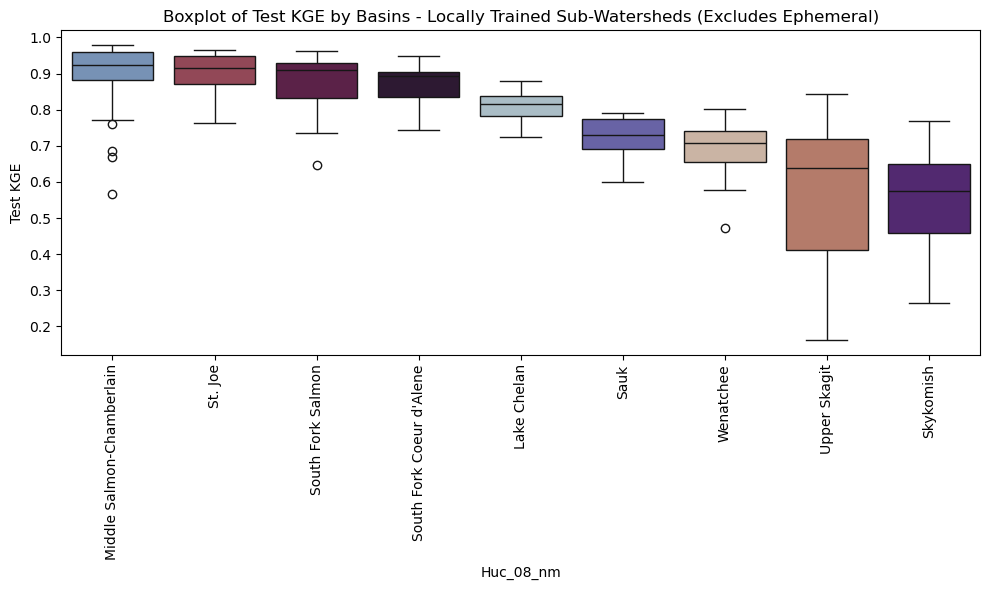 Boxplot of Test KGE by Basins - Locally Trained Sub-Watersheds (Excludes Ephemeral)
Test KGE
1.0
0.9
0.8
0.7
0.6
0.5
0.4
0.3
0.2
Middle Salmon-Chamberlain
St. Joe
South Fork Salmon
South Fork Coeur d'Alene
Lake Chelan
Sauk
Wenatchee
Upper Skagit
Skykomish
Huc_08_nm